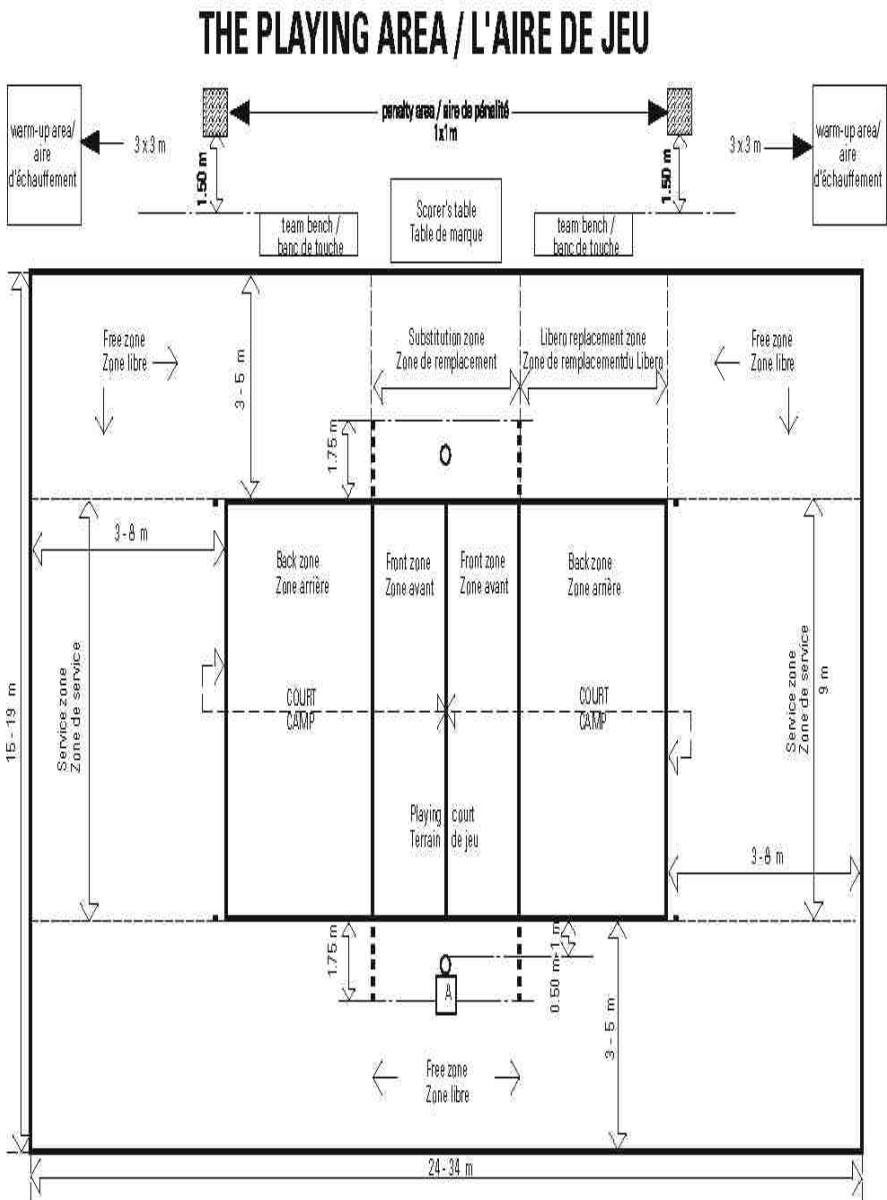 THE PLAYING AREA / L'AIRE DE JEU
warm-up area/
aire
d'échauffement
3 x 3 m
penalty area / aire de pénalité
1x1 m
3 x 3 m
warm-up area/
aire
d'échauffement
1.50 m
1.50 m
team bench /
banc de touche
Scorer's table
Table de marque
team bench /
banc de touche
Free zone
Zone libre
3 - 5 m
Substitution zone
Zone de remplacement
Libero replacement zone
Zone de remplacementdu Libero
Free zone
Zone libre
1.75 m
3 - 8 m
Back zone
Zone arrière
Front zone
Zone avant
Front zone
Zone avant
Back zone
Zone arrière
15 - 19 m
Service zone
Zone de service
COURT
CAMP
COURT
CAMP
Service zone
Zone de service
9 m
Playing court
Terrain de jeu
3 - 8 m
1.75 m
A
0.50 m - 1 m
3 - 5 m
Free zone
Zone libre
24 - 34 m